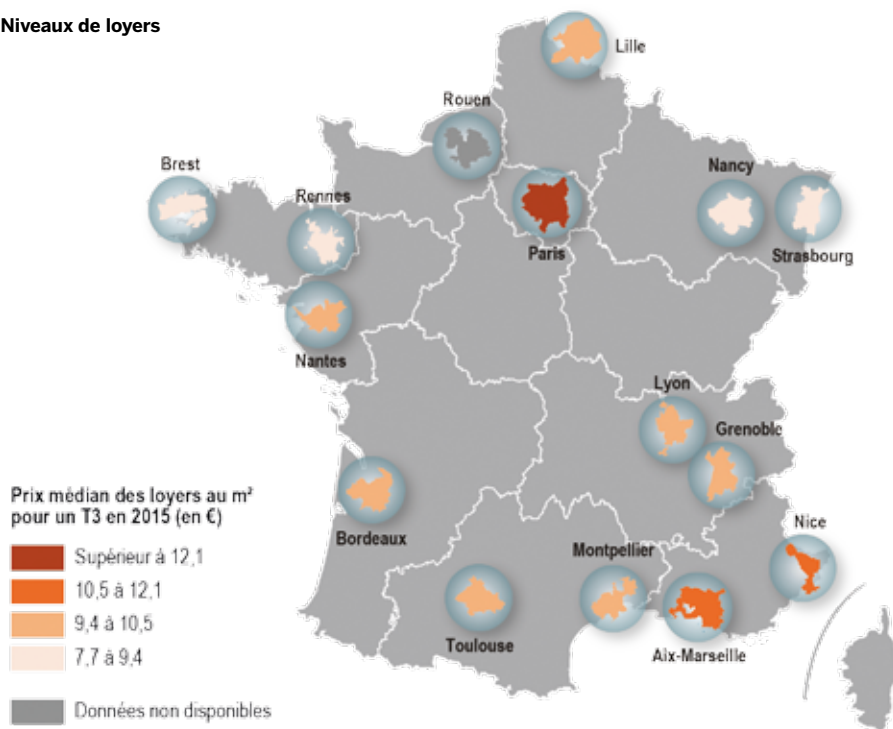 Niveaux de loyers
Lille
Rouen
Brest
Rennes
Nancy
Paris
Strasbourg
Nantes
Lyon
Grenoble
Bordeaux
Nice
Montpellier
Toulouse
Aix-Marseille
Prix médian des loyers au m²
pour un T3 en 2015 (en €)
Supérieur à 12,1
10,5 à 12,1
9,4 à 10,5
7,7 à 9,4
Données non disponibles